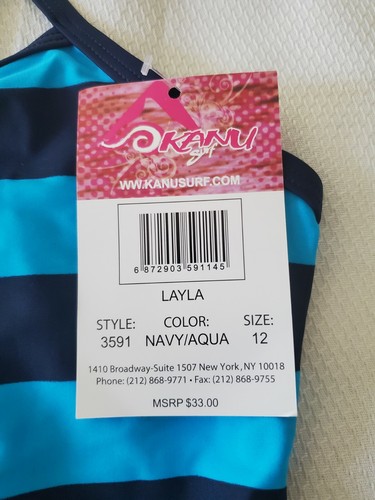 KANU
Surf
WWW.KANUSURF.COM
6 872903 591145
LAYLA
STYLE: COLOR: SIZE:
3591 NAVY/AQUA 12
1410 Broadway-Suite 1507 New York, NY 10018
Phone: (212) 868-9771 • Fax: (212) 868-9755
MSRP $33.00